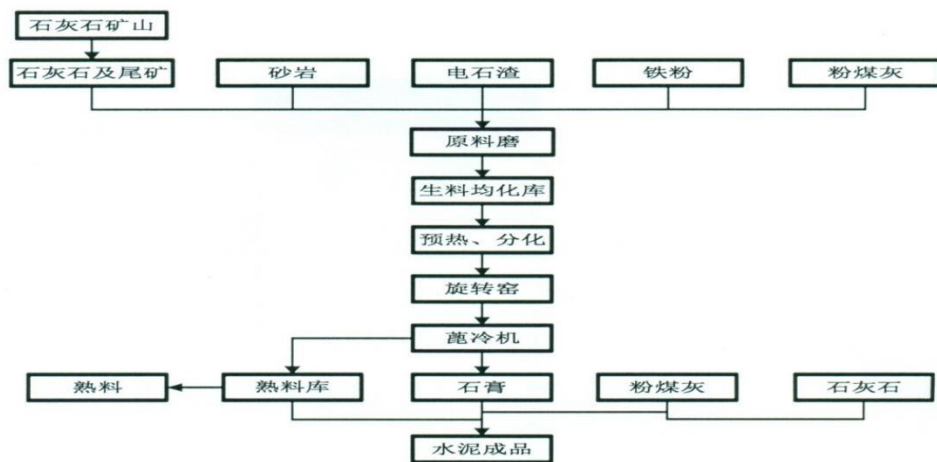 石灰石矿山
石灰石及尾矿 砂岩 电石渣 铁粉 粉煤灰
原料磨
生料均化库
预热、分化
旋转窑
蓖冷机
熟料 熟料库 石膏 粉煤灰 石灰石
水泥成品